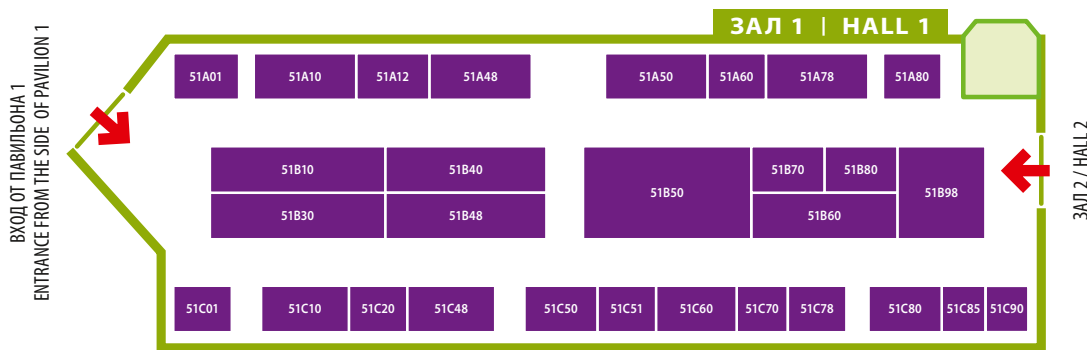 ЗАЛ 1 | HALL 1
ВХОД ОТ ПАВИЛЬОНА 1
ENTRANCE FROM THE SIDE OF PAVILION 1
51A01
51A10
51A12
51A48
51A50
51A60
51A78
51A80
51B10
51B40
51B30
51B48
51B50
51B70
51B80
51B60
51B98
ЗАЛ 2 / HALL 2
51C01
51C10
51C20
51C48
51C50
51C51
51C60
51C70
51C78
51C80
51C85
51C90